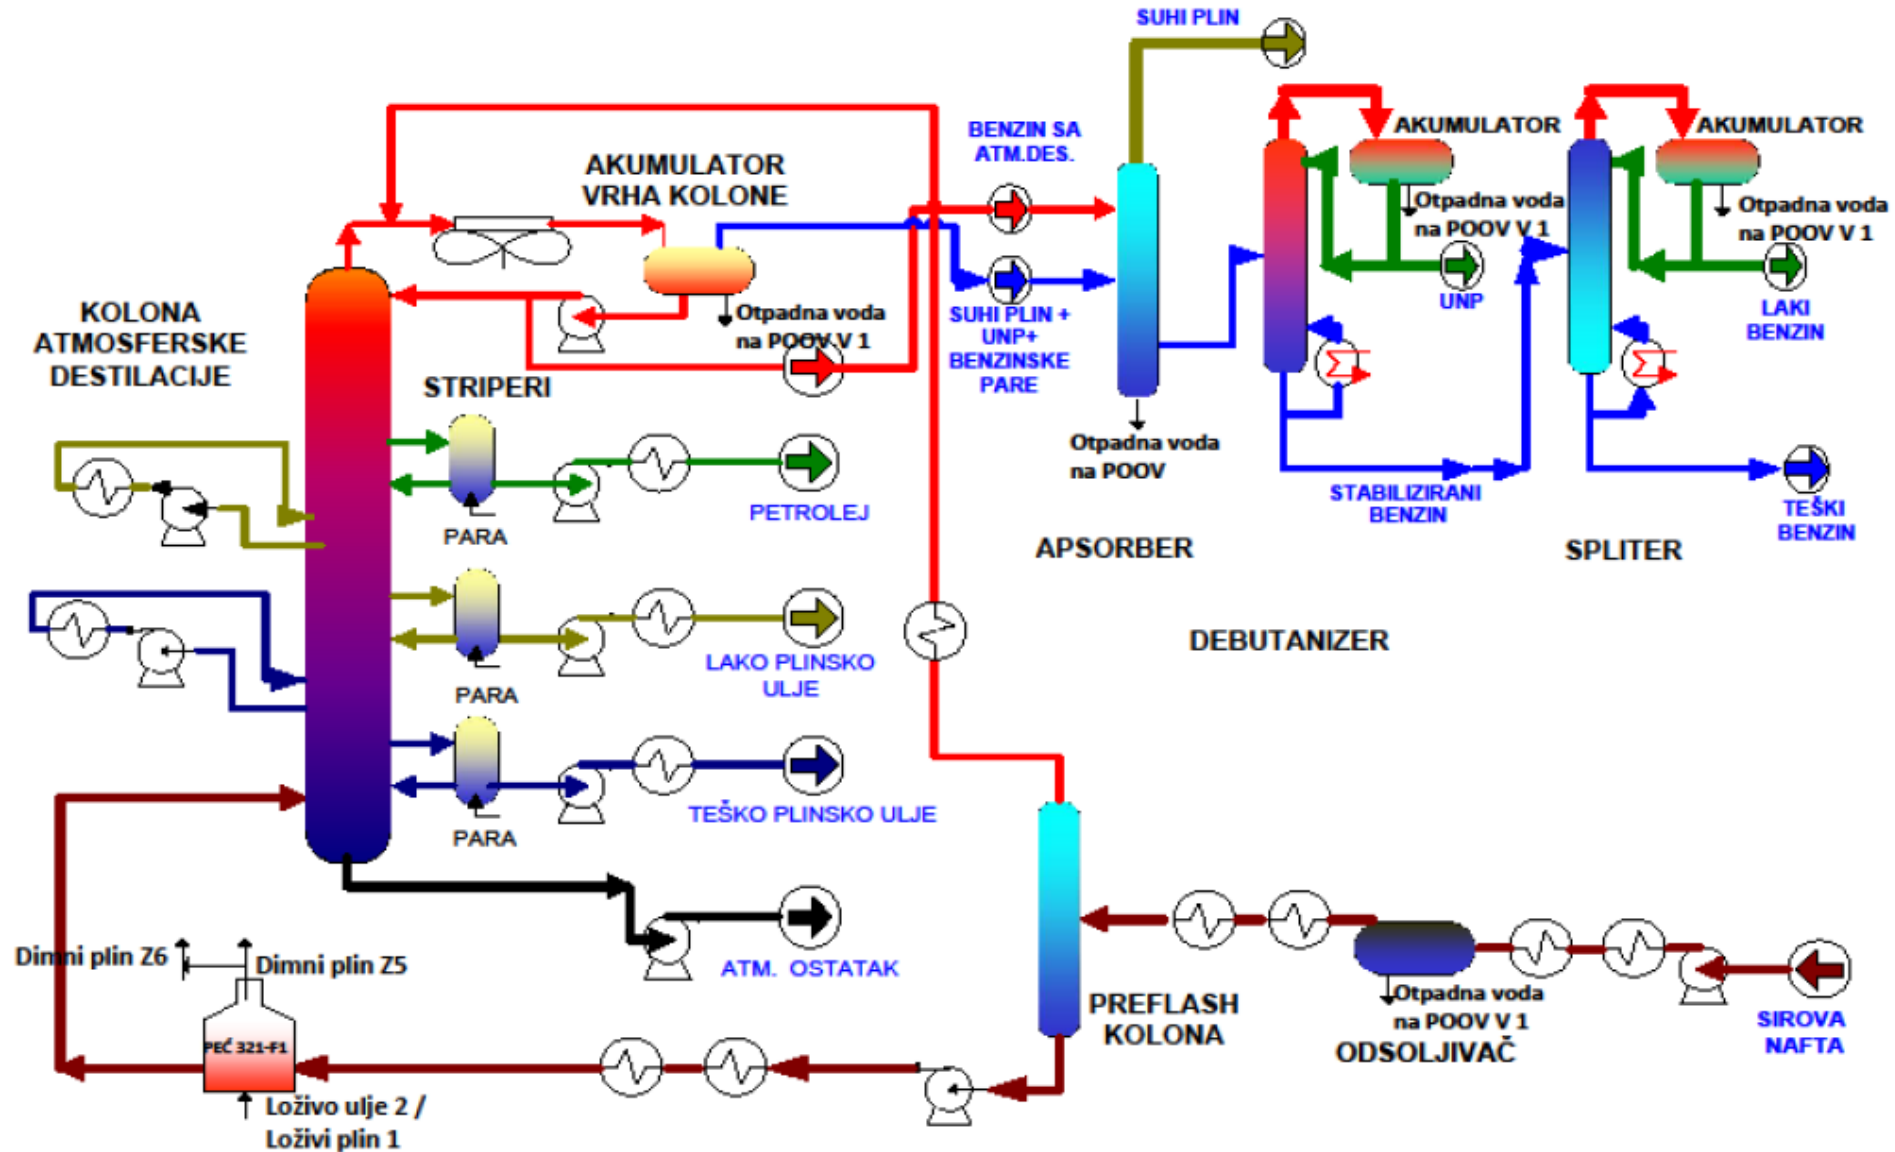 SUHI PLIN
BENZIN SA
ATM.DES.
AKUMULATOR
AKUMULATOR
AKUMULATOR
VRHA KOLONE
Otpadna voda
na POOV V 1
Otpadna voda
na POOV V 1
KOLONA
ATMOSFERSKE
DESTILACIJE
Otpadna voda
na POOV V 1
SUHI PLIN +
UNP+
BENZINSKE
PARE
UNP
LAKI
BENZIN
STRIPERI
Otpadna voda
na POOV
PETROLEJ
PARA
STABILIZIRANI
BENZIN
TEŠKI
BENZIN
APSORBER
SPLITER
DEBUTANIZER
LAKO PLINSKO
ULJE
PARA
TEŠKO PLINSKO ULJE
PARA
Dimni plin Z6
Dimni plin Z5
ATM. OSTATAK
PREFLASH
KOLONA
Otpadna voda
na POOV V 1
ODSOLJIVAČ
SIROVA
NAFTA
PEĆ 321-F1
Loživo ulje 2 /
Loživi plin 1